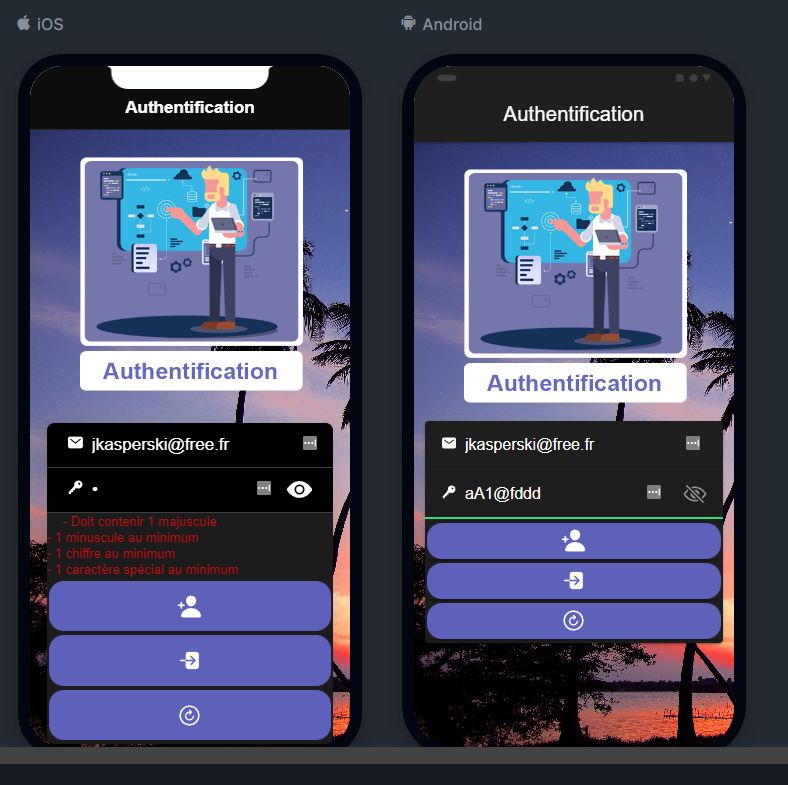 iOS
Android
Authentification
Authentification
Authentification
jkasperski@free.fr
•
- Doit contenir 1 majuscule
- 1 minuscule au minimum
- 1 chiffre au minimum
- 1 caractère spécial au minimum
Authentification
jkasperski@free.fr
aA1@fddd